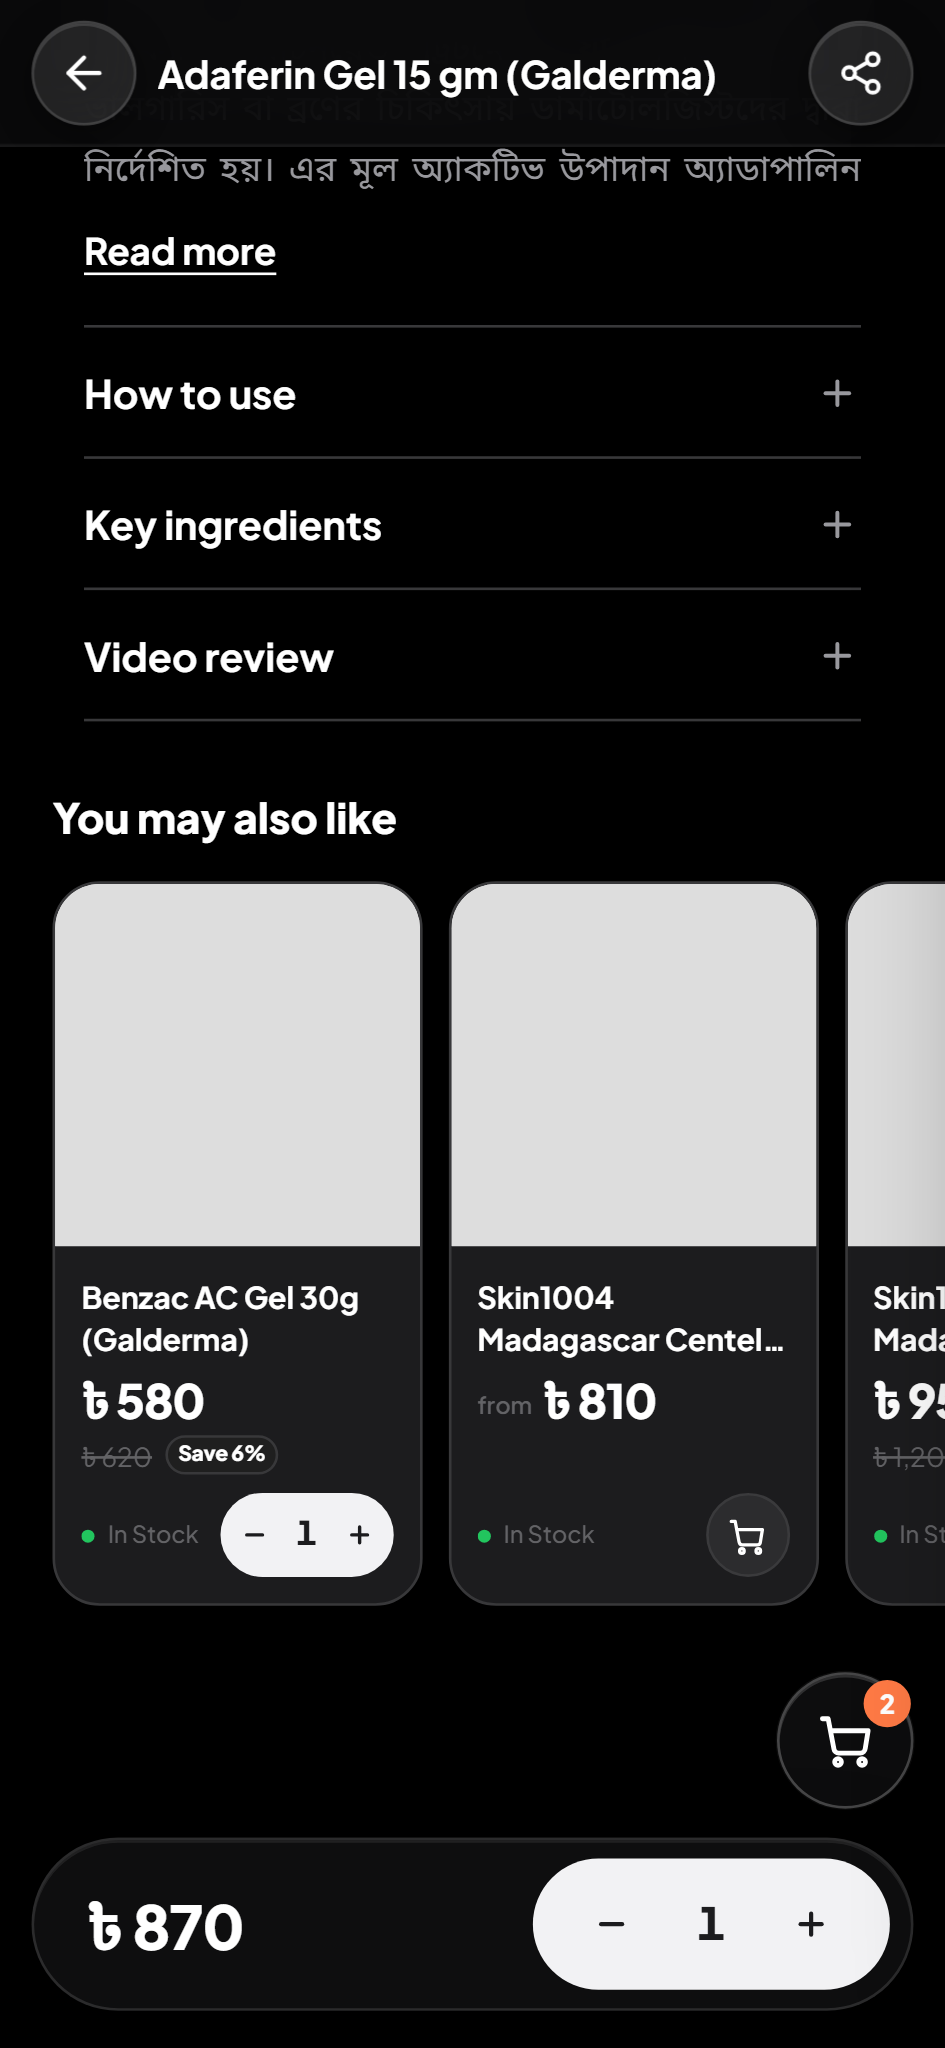 Adaferin Gel 15 gm (Galderma)
নির্দেশিত হয়। এর মূল অ্যাকটিভ উপাদান অ্যাডাপালিন
Read more
How to use
Key ingredients
Video review
You may also like
Benzac AC Gel 30g
(Galderma)
৳ 580
৳ 620 Save 6%
In Stock
1
Skin1004
Madagascar Centel...
from ৳ 810
In Stock
2
৳ 870
1